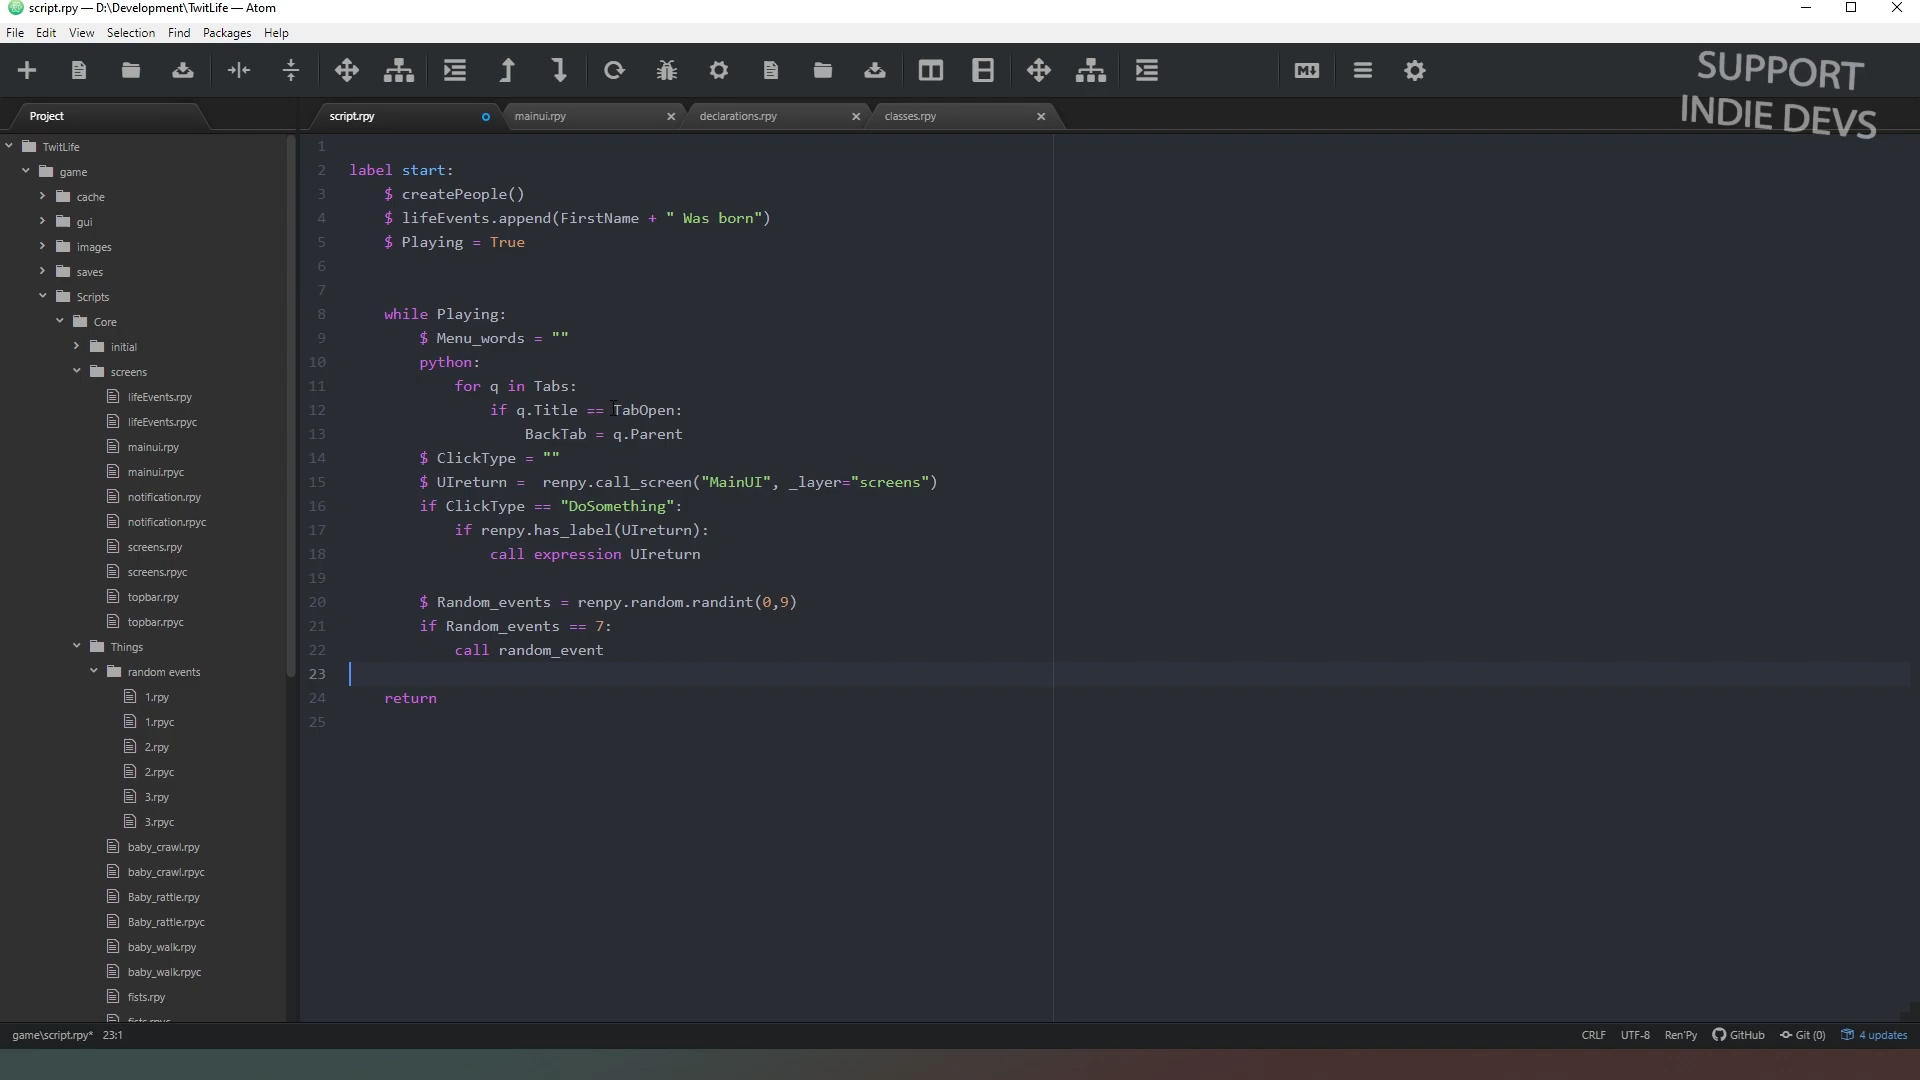 script.rpy — D:\Development\TwitLife — Atom
File Edit View Selection Find Packages Help
SUPPORT
INDIE DEVS
Project
script.rpy
mainui.rpy
declarations.rpy
classes.rpy
TwitLife
game
cache
gui
images
saves
Scripts
Core
initial
screens
lifeEvents.rpy
lifeEvents.rpyc
mainui.rpy
mainui.rpyc
notification.rpy
notification.rpyc
screens.rpy
screens.rpyc
topbar.rpy
topbar.rpyc
Things
random events
1.rpy
1.rpyc
2.rpy
2.rpyc
3.rpy
3.rpyc
baby_crawl.rpy
baby_crawl.rpyc
Baby_rattle.rpy
Baby_rattle.rpyc
baby_walk.rpy
baby_walk.rpyc
fists.rpy
fists.rpyc
1
2 label start:
3 $ createPeople()
4 $ lifeEvents.append(FirstName + " Was born")
5 $ Playing = True
6
7
8 while Playing:
9 $ Menu_words = ""
10 python:
11 for q in Tabs:
12 if q.Title == TabOpen:
13 BackTab = q.Parent
14 $ ClickType = ""
15 $ UIreturn =  renpy.call_screen("MainUI", _layer="screens")
16 if ClickType == "DoSomething":
17 if renpy.has_label(UIreturn):
18 call expression UIreturn
19
20 $ Random_events = renpy.random.randint(0,9)
21 if Random_events == 7:
22 call random_event
23
24 return
25
game\script.rpy* 23:1
CRLF UTF-8 Ren'Py GitHub Git (0) 4 updates